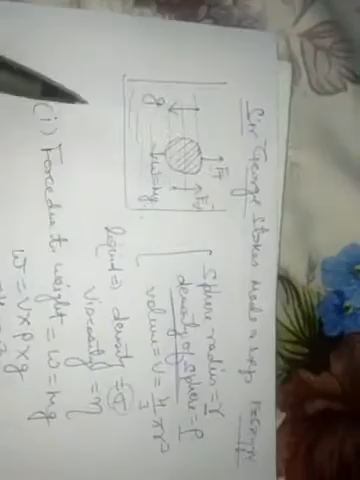 Sir George Stokes made a
Sphere radius = r
density of sphere = ρ
volume = V = 4/3 πr³
liquid ⇒ density = σ
Viscosity = η
W = mg
g
(i) Force due to weight = W = mg
W = V × ρ × g